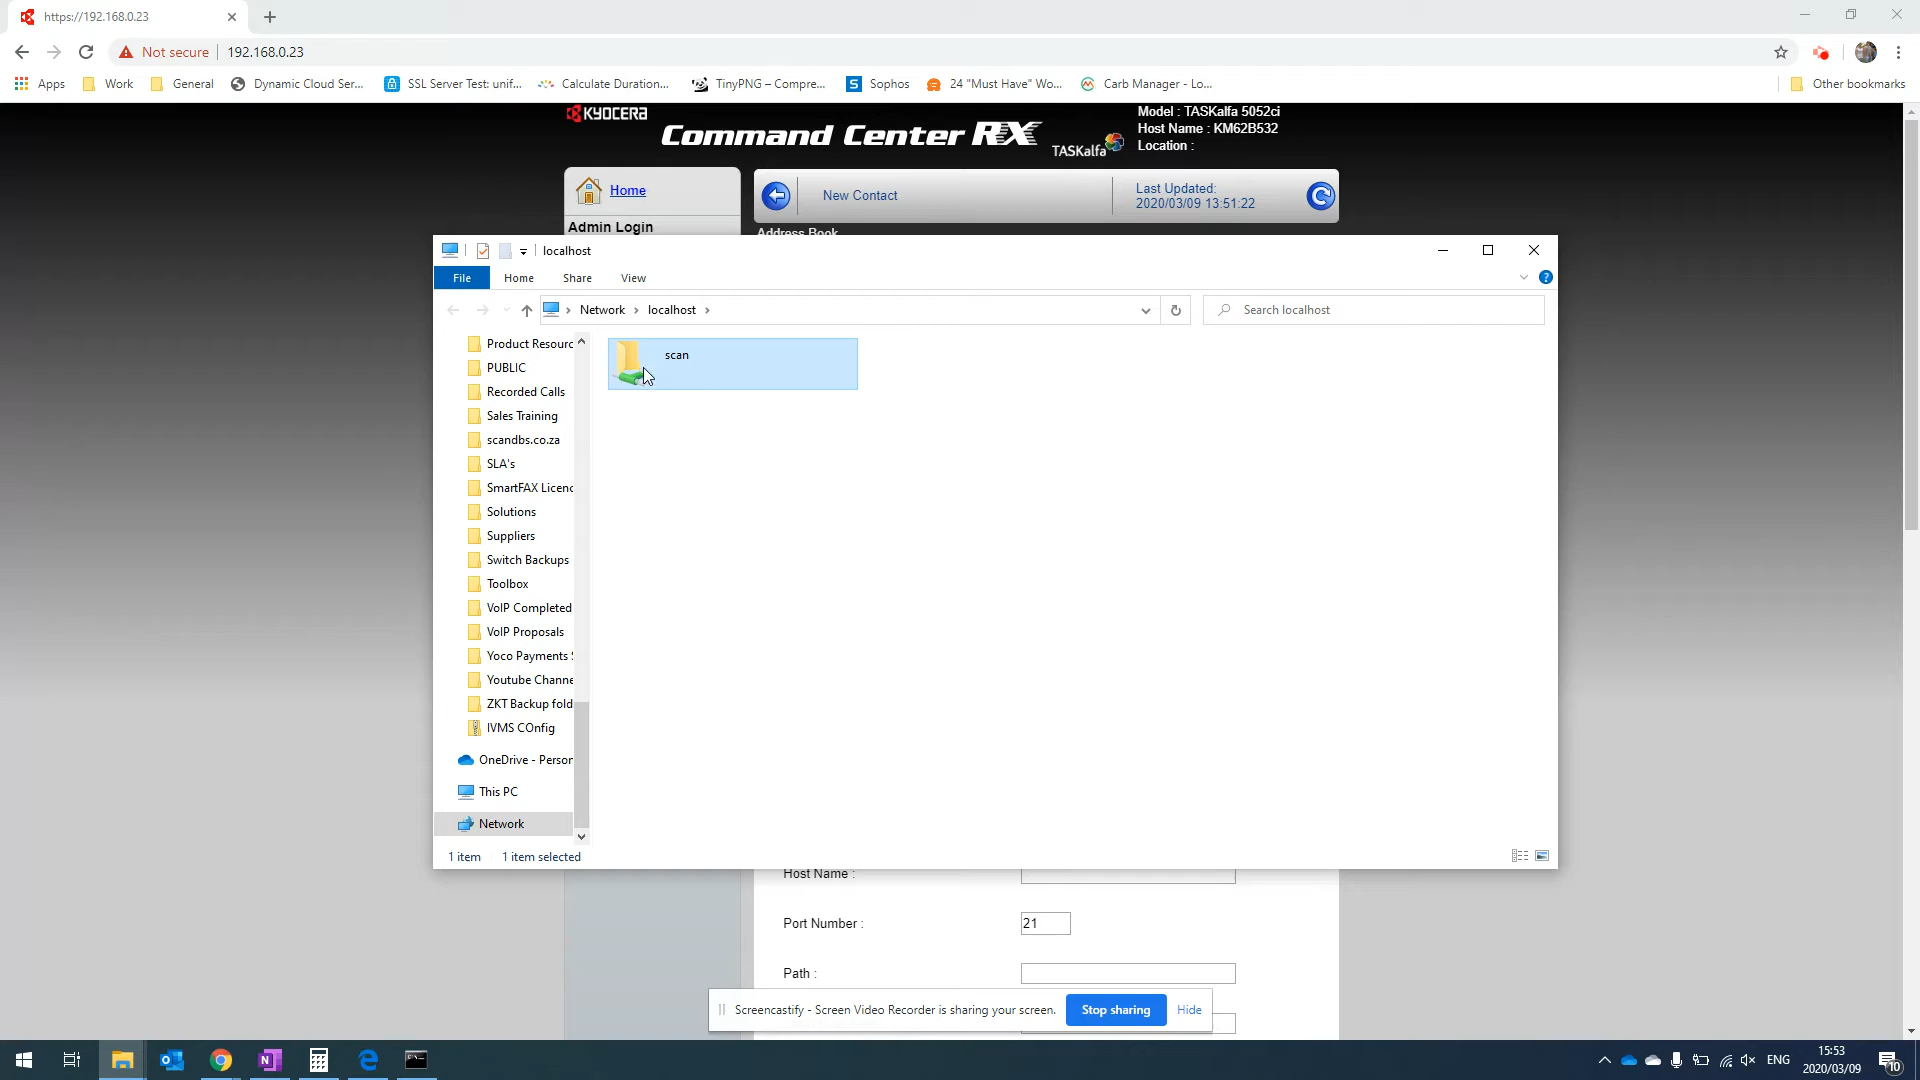 https://192.168.0.23
Not secure
192.168.0.23
Apps
Work
General
Dynamic Cloud Ser...
SSL Server Test: unif...
Calculate Duration...
TinyPNG – Compre...
S
Sophos
24 "Must Have" Wo...
Carb Manager - Lo...
Other bookmarks
KYOCERA
Command Center RX
TASKalfa
Model : TASKalfa 5052ci
Host Name : KM62B532
Location :
Home
New Contact
Last Updated:
2020/03/09 13:51:22
Admin Login
Address Book
localhost
File
Home
Share
View
?
Network
localhost
Search localhost
Product Resourc
PUBLIC
Recorded Calls
Sales Training
scandbs.co.za
SLA's
SmartFAX Licenc
Solutions
Suppliers
Switch Backups
Toolbox
VoIP Completed
VoIP Proposals
Yoco Payments S
Youtube Channe
ZKT Backup fold
IVMS COnfig
OneDrive - Person
This PC
Network
scan
1 item
1 item selected
Host Name :
Port Number :
21
Path :
Screencastify - Screen Video Recorder is sharing your screen.
Stop sharing
Hide
ENG
15:53
2020/03/09
10